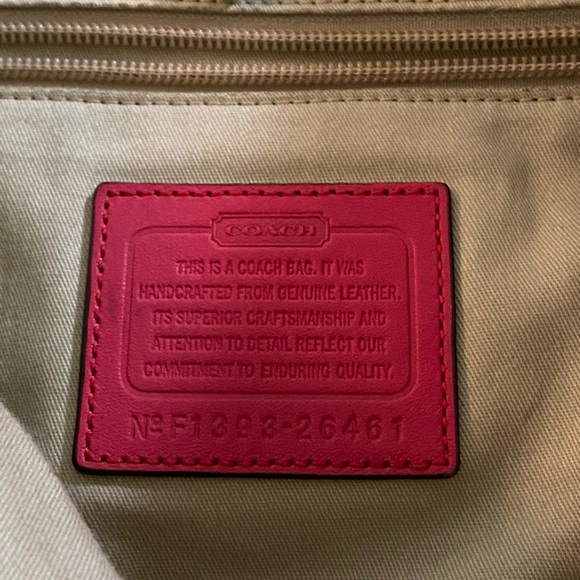 COACH
THIS IS A COACH BAG. IT WAS
HANDCRAFTED FROM GENUINE LEATHER.
ITS SUPERIOR CRAFTSMANSHIP AND
ATTENTION TO DETAIL REFLECT OUR
COMMITMENT TO ENDURING QUALITY.
Nº F1393-26461